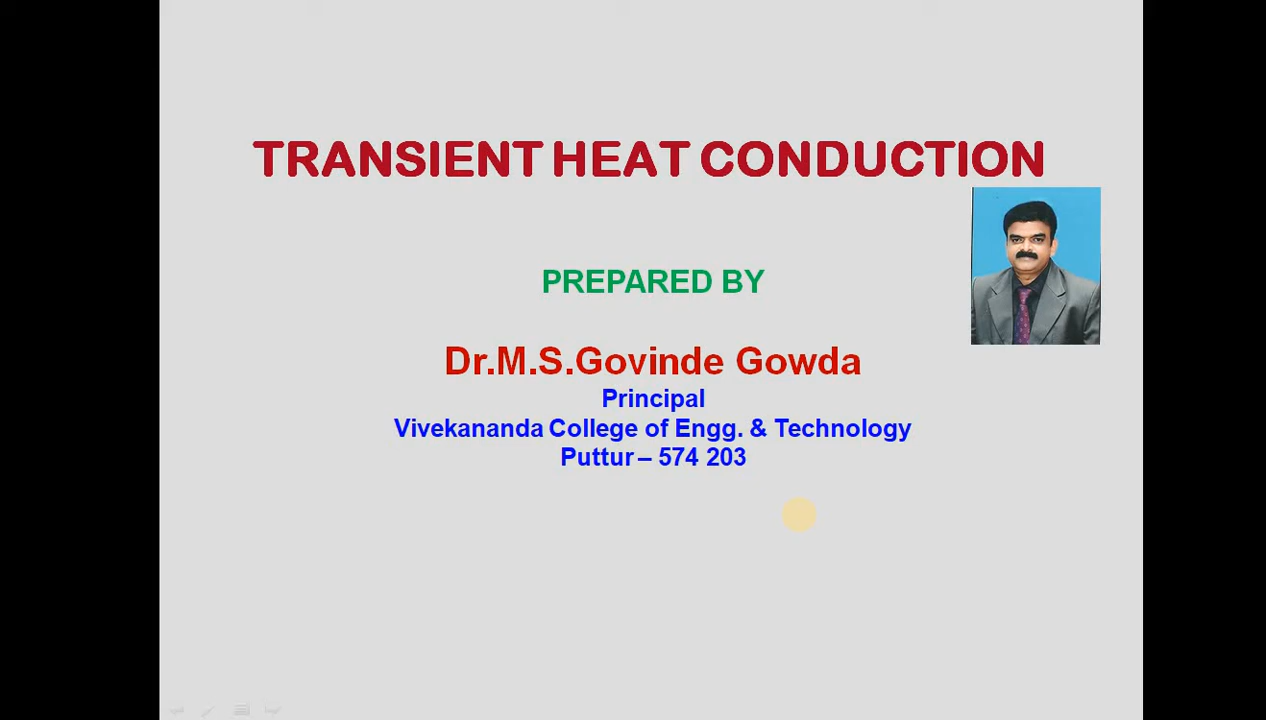 TRANSIENT HEAT CONDUCTION
PREPARED BY
Dr.M.S.Govinde Gowda
Principal
Vivekananda College of Engg. & Technology
Puttur – 574 203